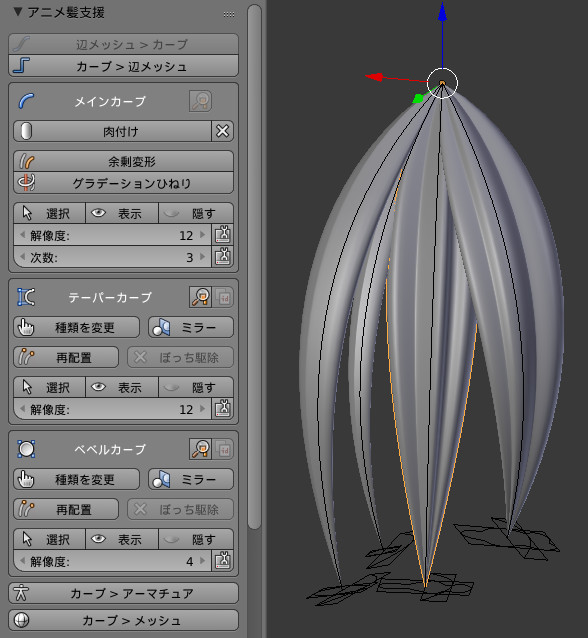 アニメ髪支援
辺メッシュ > カーブ
カーブ > 辺メッシュ
メインカーブ
肉付け
余剰変形
グラデーションひねり
選択 表示 隠す
解像度: 12
次数: 3
テーパーカーブ
種類を変更 ミラー
再配置 ぼっち駆除
選択 表示 隠す
解像度: 12
ベベルカーブ
種類を変更 ミラー
再配置 ぼっち駆除
選択 表示 隠す
解像度: 4
カーブ > アーマチュア
カーブ > メッシュ